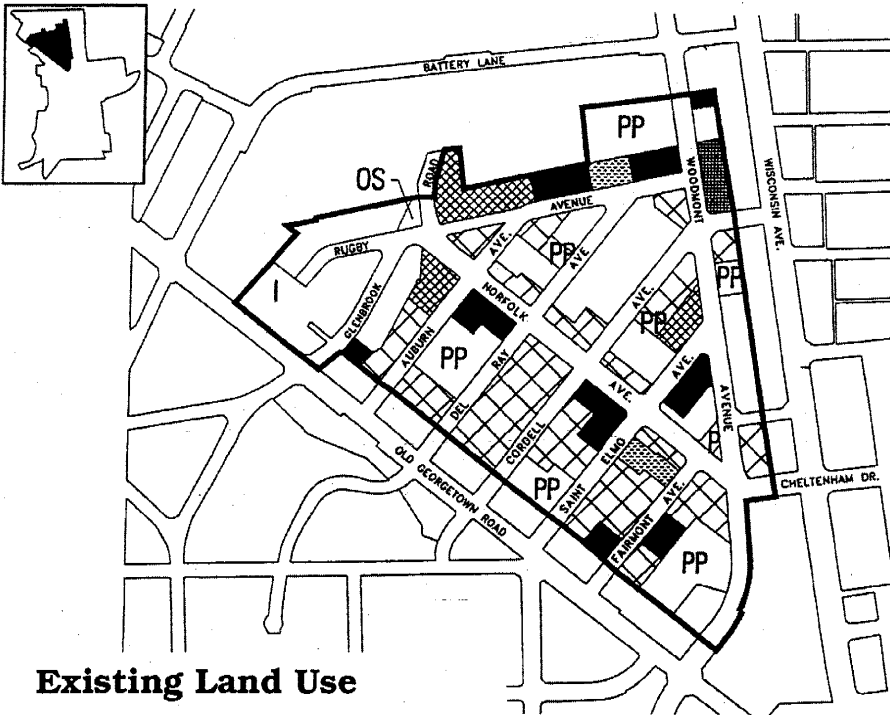 BATTERY LANE
PP
OS
ROAD
AVENUE
WOODMONT
WISCONSIN AVE.
RUGBY
AVE.
PP
AVE
PP
I
GLENBROOK
NORFOLK
AVE.
PP
AUBURN
PP
RAY
AVE.
AVE.
AVENUE
DEL
CORDELL
ELMO
P
OLD GEORGETOWN ROAD
PP
SAINT
AVE.
CHELTENHAM DR.
FAIRMONT
PP
Existing Land Use